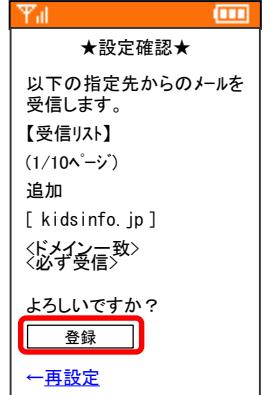 ★設定確認★
以下の指定先からのﾒｰﾙを
受信します。
【受信ﾘｽﾄ】
(1/10ﾍﾟｰｼﾞ)
追加
[ kidsinfo.jp ]
<ドメイン一致>
<必ず受信>
よろしいですか？
登録
←再設定